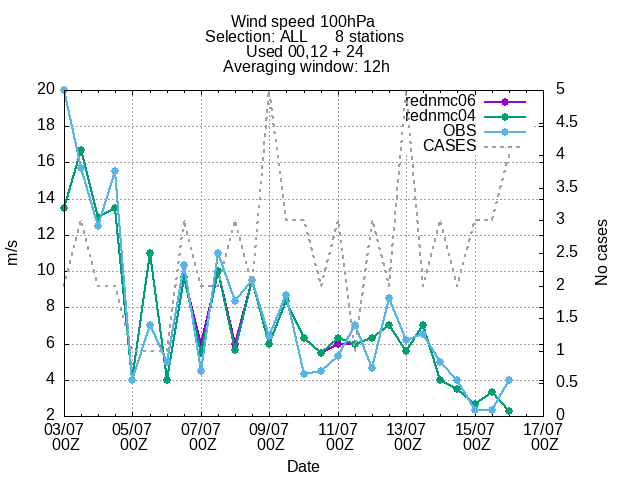 Wind speed 100hPa
Selection: ALL 8 stations
Used 00,12 + 24
Averaging window: 12h
rednmc06
rednmc04
OBS
CASES
20
18
16
14
12
10
8
6
4
2
m/s
5
4.5
4
3.5
3
2.5
2
1.5
1
0.5
0
No cases
03/07 05/07 07/07 09/07 11/07 13/07 15/07 17/07
00Z 00Z 00Z 00Z 00Z 00Z 00Z 00Z
Date